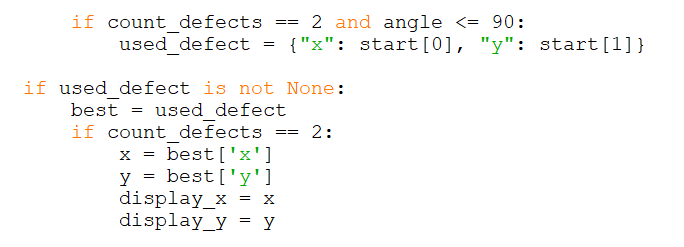 if count_defects == 2 and angle <= 90:
        used_defect = {"x": start[0], "y": start[1]}

if used_defect is not None:
    best = used_defect
    if count_defects == 2:
        x = best['x']
        y = best['y']
        display_x = x
        display_y = y